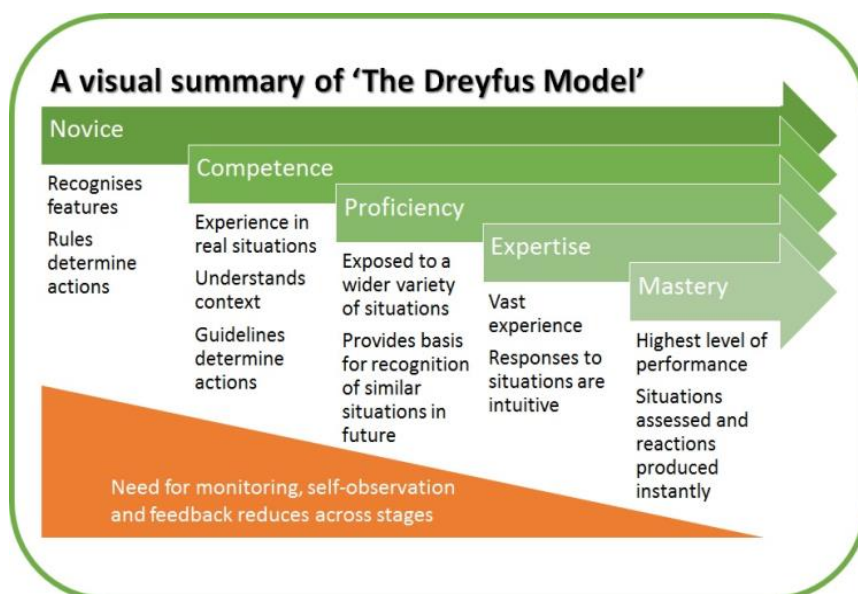 A visual summary of ‘The Dreyfus Model’
Novice
Recognises
features
Rules
determine
actions
Competence
Experience in
real situations
Understands
context
Guidelines
determine
actions
Proficiency
Exposed to a
wider variety
of situations
Provides basis
for recognition
of similar
situations in
future
Expertise
Vast
experience
Responses to
situations are
intuitive
Mastery
Highest level of
performance
Situations
assessed and
reactions
produced
instantly
Need for monitoring, self-observation
and feedback reduces across stages